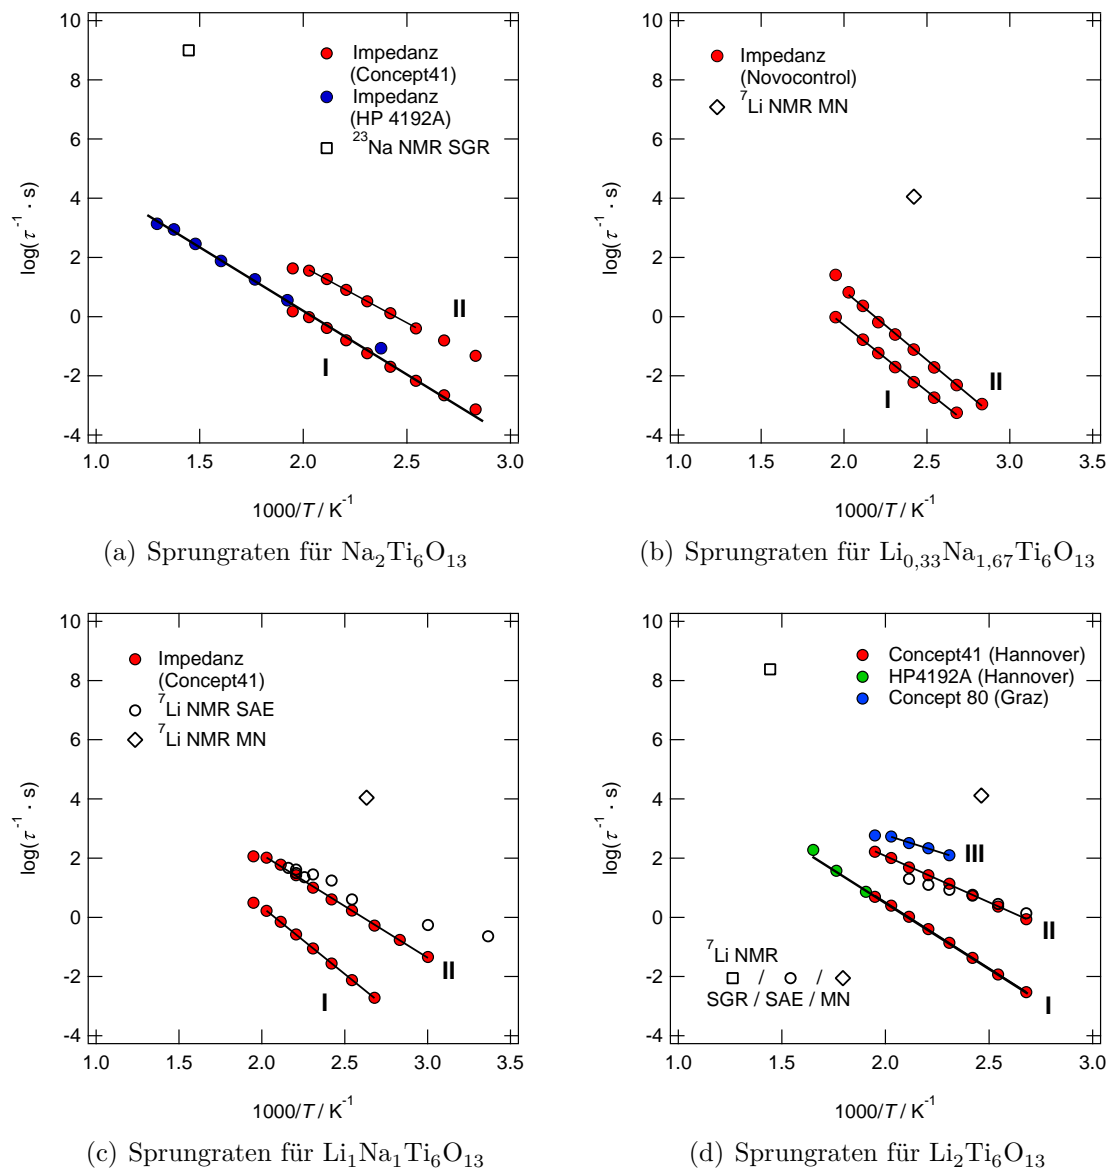 10
8
6
4
2
0
-2
-4
log(τ⁻¹ · s)
Impedanz
(Concept41)
Impedanz
(HP 4192A)
²³Na NMR SGR
II
I
1.0 1.5 2.0 2.5 3.0
1000/T / K⁻¹
(a) Sprungraten für Na₂Ti₆O₁₃
10
8
6
4
2
0
-2
-4
log(τ⁻¹ · s)
Impedanz
(Novocontrol)
⁷Li NMR MN
II
I
1.0 1.5 2.0 2.5 3.0 3.5
1000/T / K⁻¹
(b) Sprungraten für Li₀,₃₃Na₁,₆₇Ti₆O₁₃
10
8
6
4
2
0
-2
-4
log(τ⁻¹ · s)
Impedanz
(Concept41)
⁷Li NMR SAE
⁷Li NMR MN
II
I
1.0 1.5 2.0 2.5 3.0 3.5
1000/T / K⁻¹
(c) Sprungraten für Li₁Na₁Ti₆O₁₃
10
8
6
4
2
0
-2
-4
log(τ⁻¹ · s)
Concept41 (Hannover)
HP4192A (Hannover)
Concept 80 (Graz)
III
II
⁷Li NMR
/ /
SGR / SAE / MN
I
1.0 1.5 2.0 2.5 3.0
1000/T / K⁻¹
(d) Sprungraten für Li₂Ti₆O₁₃